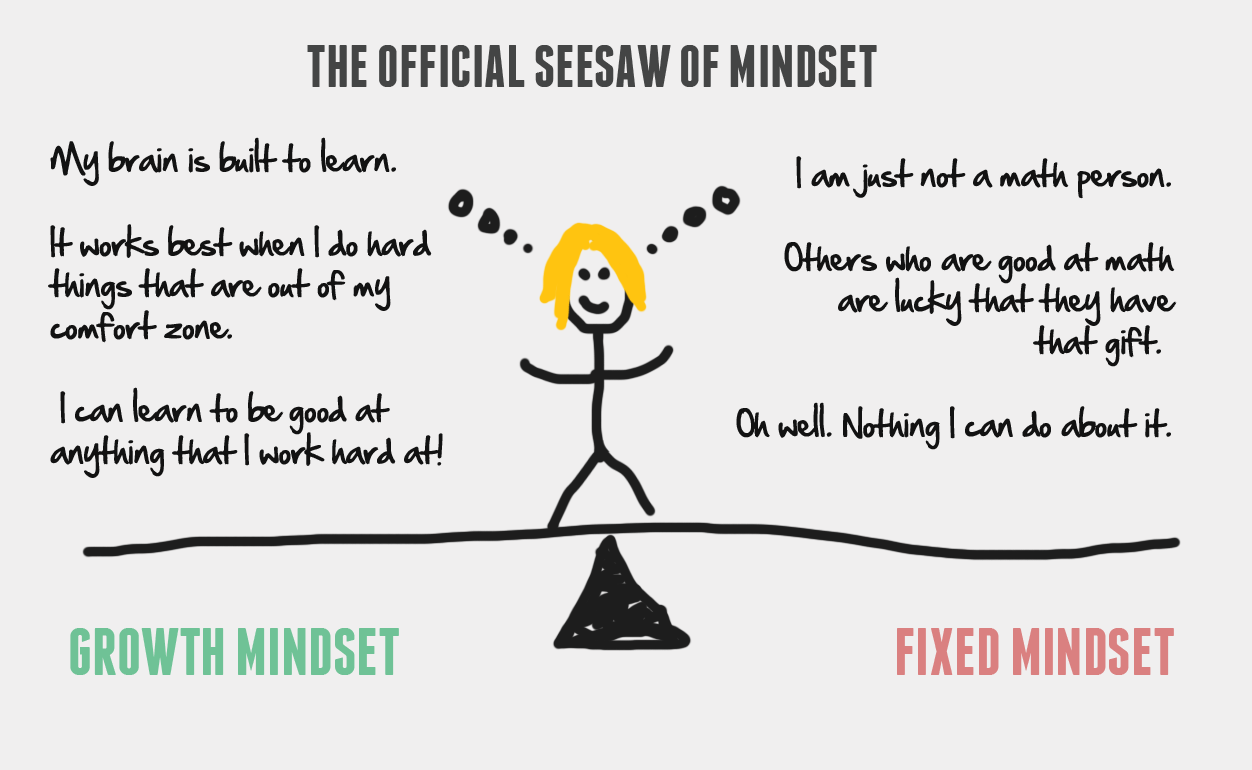 THE OFFICIAL SEESAW OF MINDSET
My brain is built to learn.
It works best when I do hard
things that are out of my
comfort zone.
I can learn to be good at
anything that I work hard at!
I am just not a math person.
Others who are good at math
are lucky that they have
that gift.
Oh well. Nothing I can do about it.
GROWTH MINDSET
FIXED MINDSET